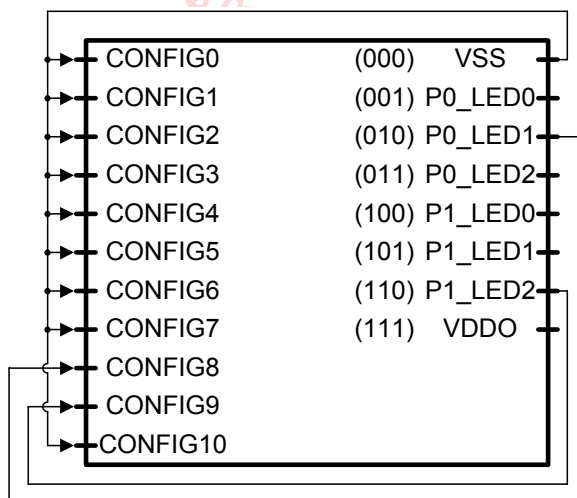 CONFIG0 (000) VSS
CONFIG1 (001) P0_LED0
CONFIG2 (010) P0_LED1
CONFIG3 (011) P0_LED2
CONFIG4 (100) P1_LED0
CONFIG5 (101) P1_LED1
CONFIG6 (110) P1_LED2
CONFIG7 (111) VDDO
CONFIG8
CONFIG9
CONFIG10